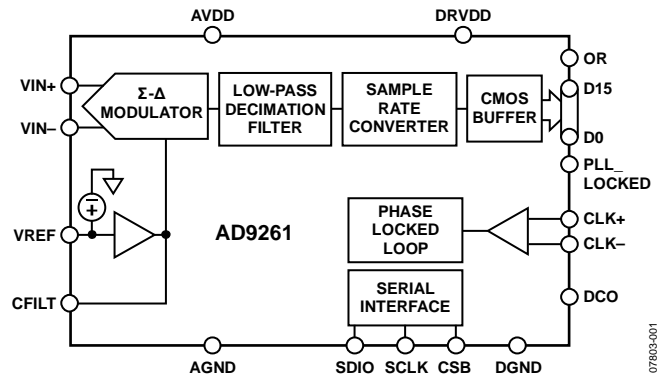 AVDD
DRVDD
OR
VIN+
Σ-Δ
MODULATOR
LOW-PASS
DECIMATION
FILTER
SAMPLE
RATE
CONVERTER
CMOS
BUFFER
D15
VIN–
D0
PLL_
LOCKED
VREF
AD9261
PHASE
LOCKED
LOOP
CLK+
CLK–
CFILT
SERIAL
INTERFACE
DCO
AGND
SDIO
SCLK
CSB
DGND
07803-001